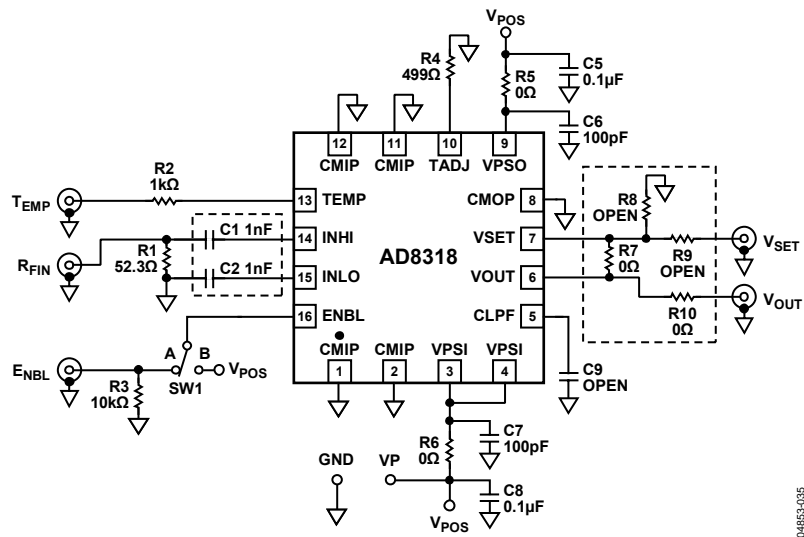 VPOS
R4
499Ω
R5
0Ω
C5
0.1µF
C6
100pF
12
11
10
9
CMIP
CMIP
TADJ
VPSO
R2
1kΩ
TEMP
13
TEMP
CMOP
8
R8
OPEN
C1 1nF
14
INHI
VSET
7
VSET
RFIN
R1
52.3Ω
AD8318
R7
0Ω
R9
OPEN
C2 1nF
15
INLO
VOUT
6
VOUT
R10
0Ω
16
ENBL
CLPF
5
A
B
VPOS
ENBL
SW1
R3
10kΩ
CMIP
CMIP
VPSI
VPSI
1
2
3
4
C9
OPEN
C7
100pF
R6
0Ω
GND
VP
C8
0.1µF
VPOS
04853-035